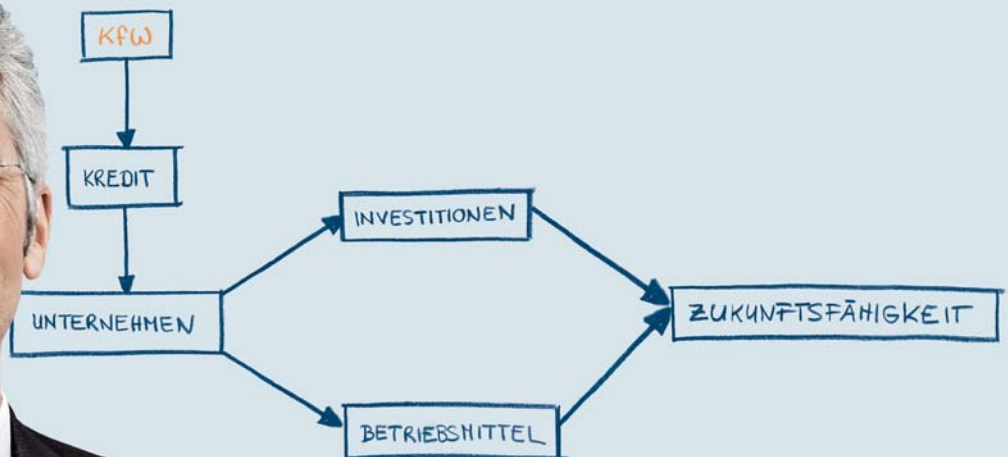 KfW
KREDIT
INVESTITIONEN
UNTERNEHMEN
ZUKUNFTSFÄHIGKEIT
BETRIEBSMITTEL